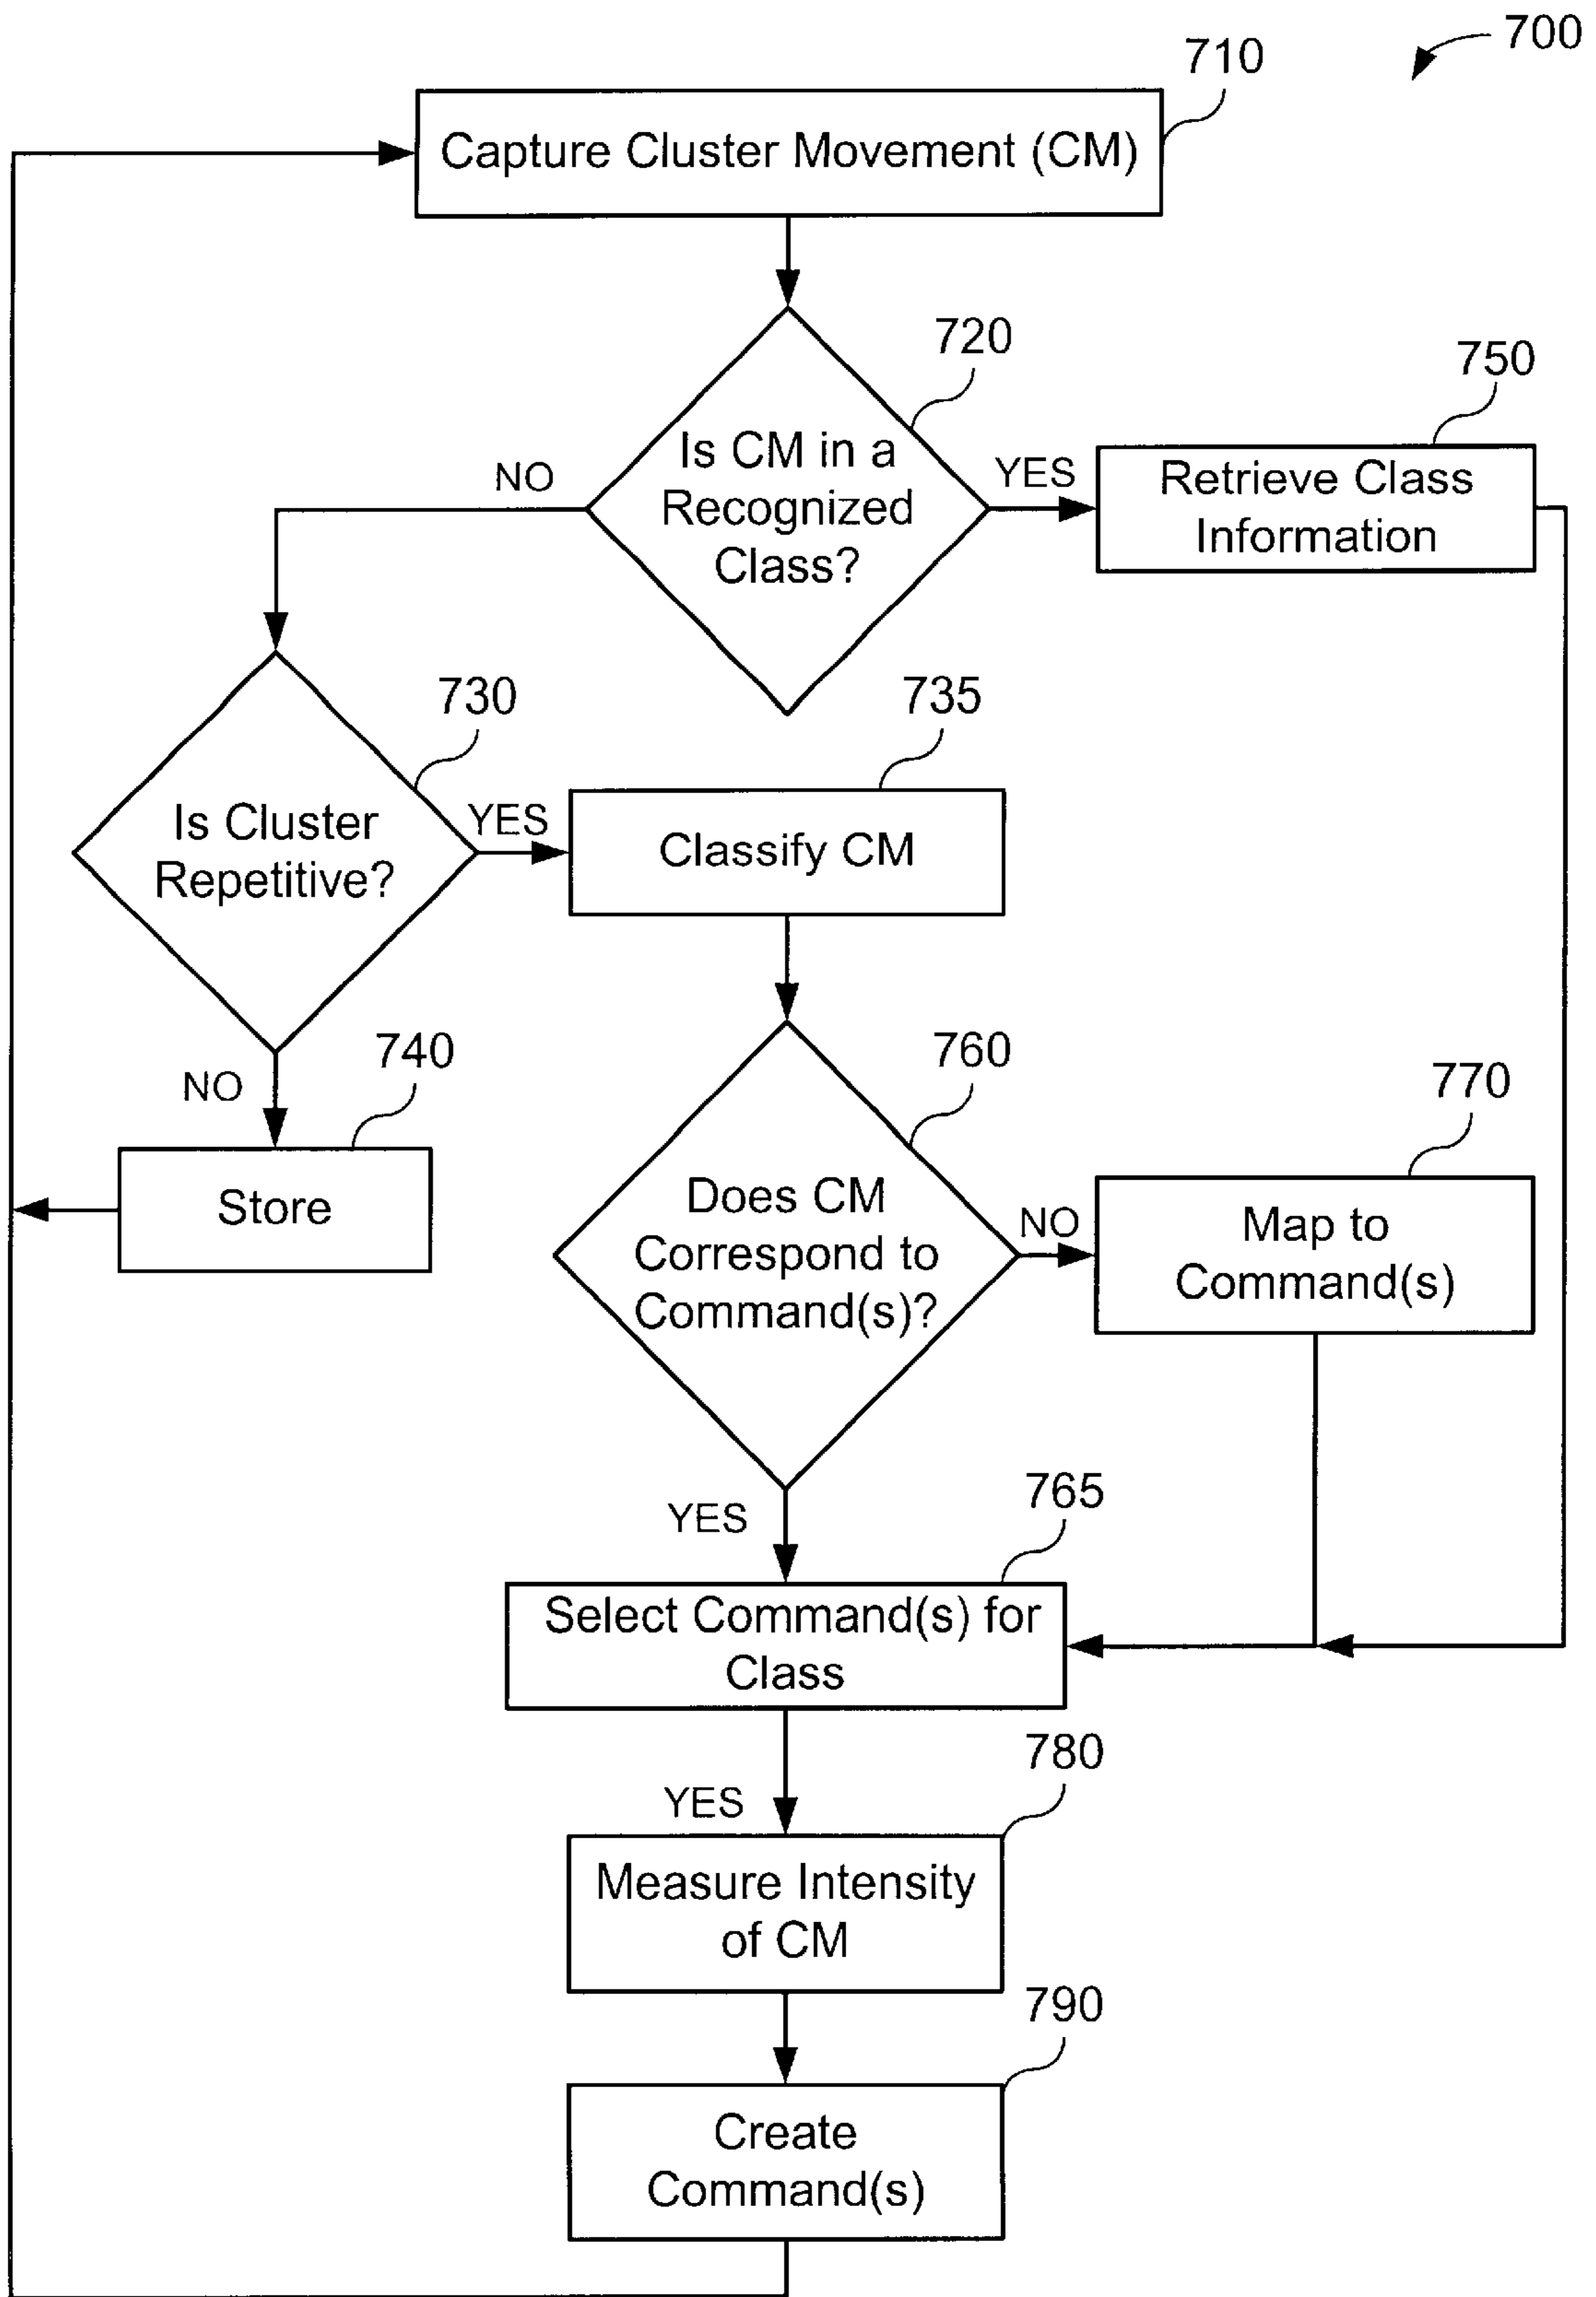 700
710
Capture Cluster Movement (CM)
720
Is CM in a
Recognized
Class?
NO
YES
750
Retrieve Class
Information
730
Is Cluster
Repetitive?
YES
735
Classify CM
NO
740
Store
760
Does CM
Correspond to
Command(s)?
NO
770
Map to
Command(s)
YES
765
Select Command(s) for
Class
YES
780
Measure Intensity
of CM
790
Create
Command(s)